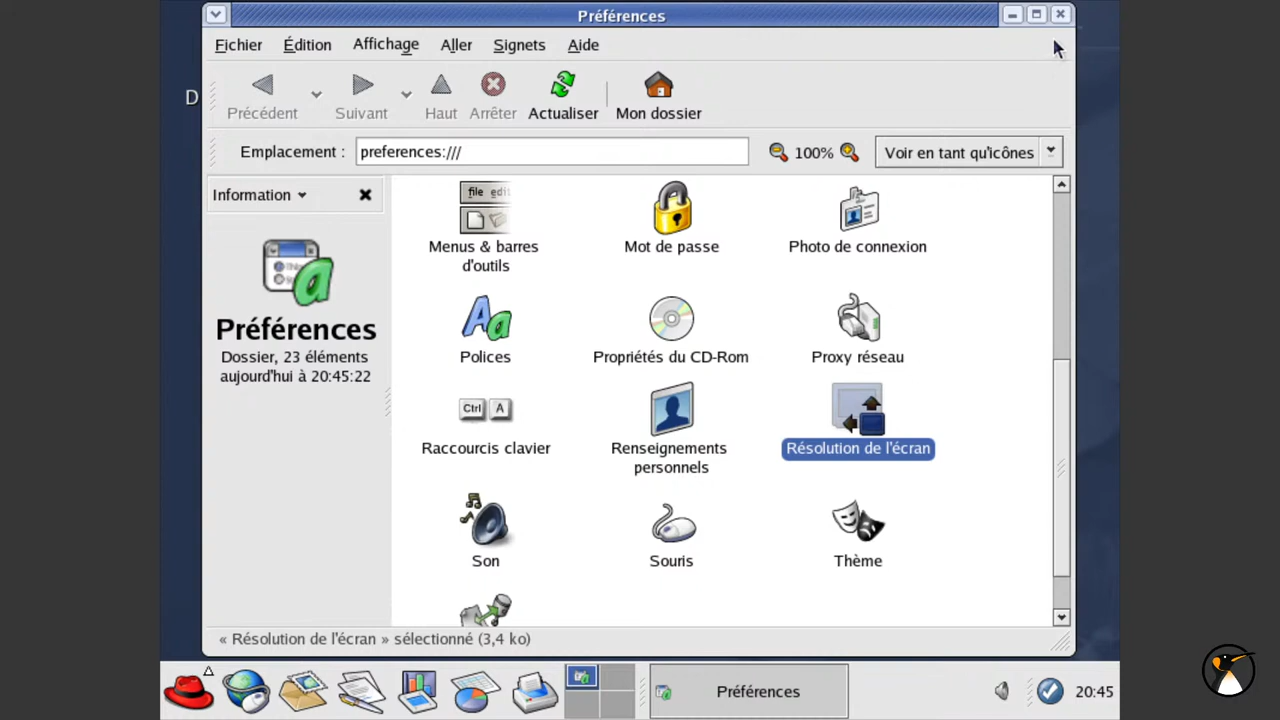 Préférences
Fichier Édition Affichage Aller Signets Aide
D
Précédent Suivant Haut Arrêter Actualiser Mon dossier
Emplacement : preferences:/// 100% Voir en tant qu'icônes
Information
Préférences
Dossier, 23 éléments
aujourd'hui à 20:45:22
file edi
Menus & barres
d'outils
Mot de passe
Photo de connexion
Polices
Propriétés du CD-Rom
Proxy réseau
Ctrl A
Raccourcis clavier
Renseignements
personnels
Résolution de l'écran
Son
Souris
Thème
« Résolution de l'écran » sélectionné (3,4 ko)
Préférences
20:45